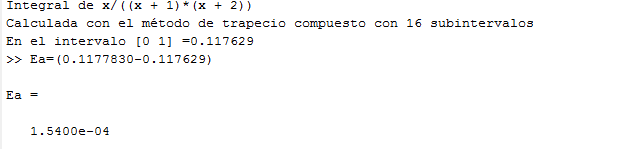 Integral de x/((x + 1)*(x + 2))
Calculada con el método de trapecio compuesto con 16 subintervalos
En el intervalo [0 1] =0.117629
>> Ea=(0.1177830-0.117629)
Ea =
1.5400e-04